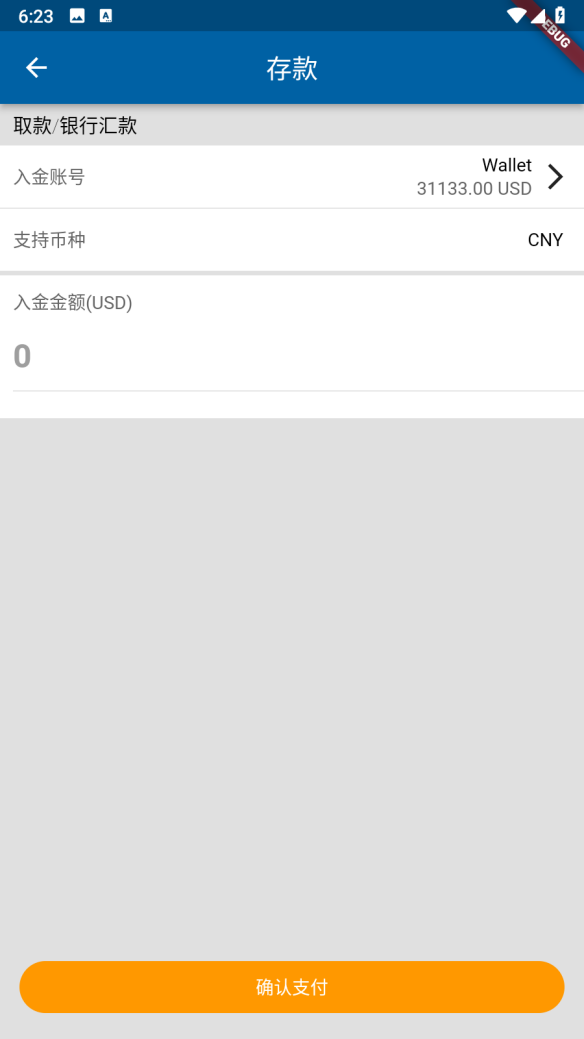 6:23
EBUG
存款
取款/银行汇款
入金账号
Wallet
31133.00 USD
支持币种
CNY
入金金额(USD)
0
确认支付